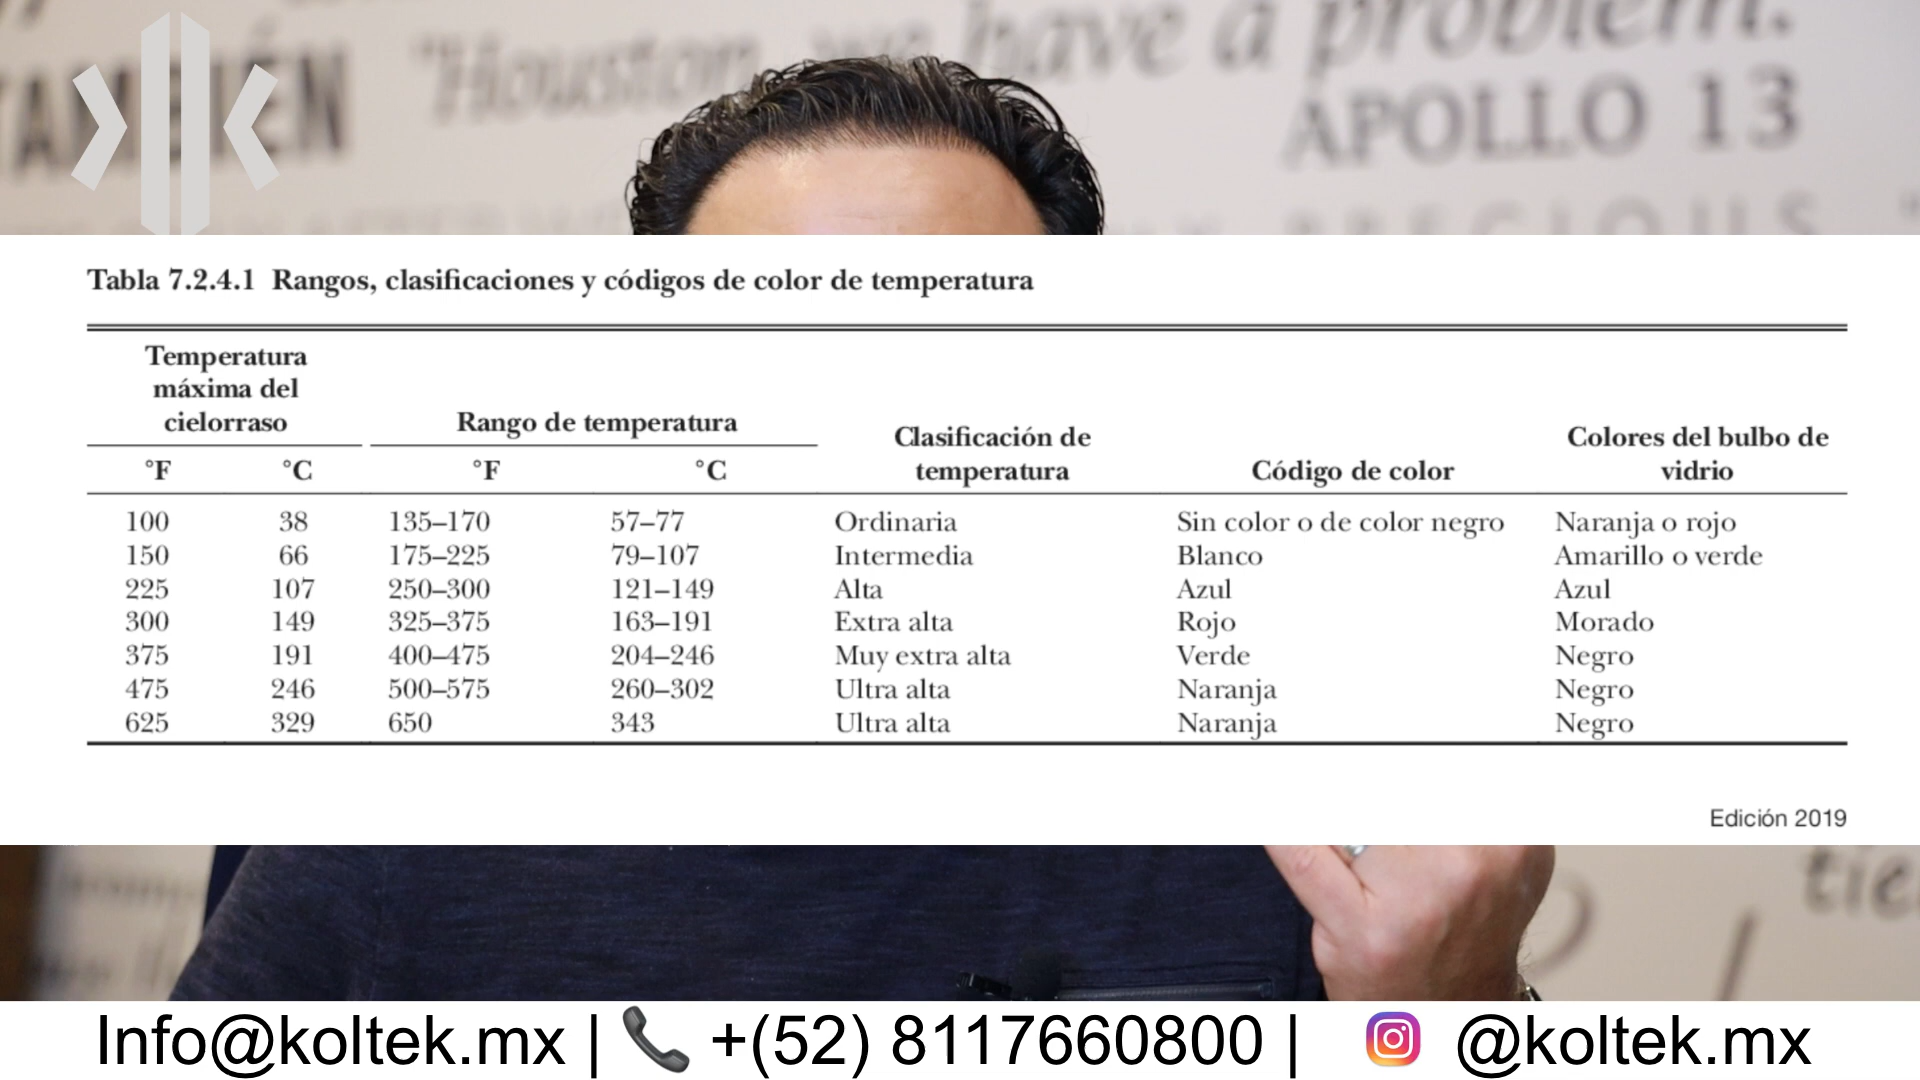 TAMBIÉN
"Houston, we have a problem."
APOLLO 13
PRECIOUS
Tabla 7.2.4.1 Rangos, clasificaciones y códigos de color de temperatura
Temperatura máxima del cielorraso
Rango de temperatura
Clasificación de temperatura
Código de color
Colores del bulbo de vidrio
°F °C °F °C
100 38 135–170 57–77 Ordinaria Sin color o de color negro Naranja o rojo
150 66 175–225 79–107 Intermedia Blanco Amarillo o verde
225 107 250–300 121–149 Alta Azul Azul
300 149 325–375 163–191 Extra alta Rojo Morado
375 191 400–475 204–246 Muy extra alta Verde Negro
475 246 500–575 260–302 Ultra alta Naranja Negro
625 329 650 343 Ultra alta Naranja Negro
Edición 2019
Info@koltek.mx | +(52) 8117660800 | @koltek.mx